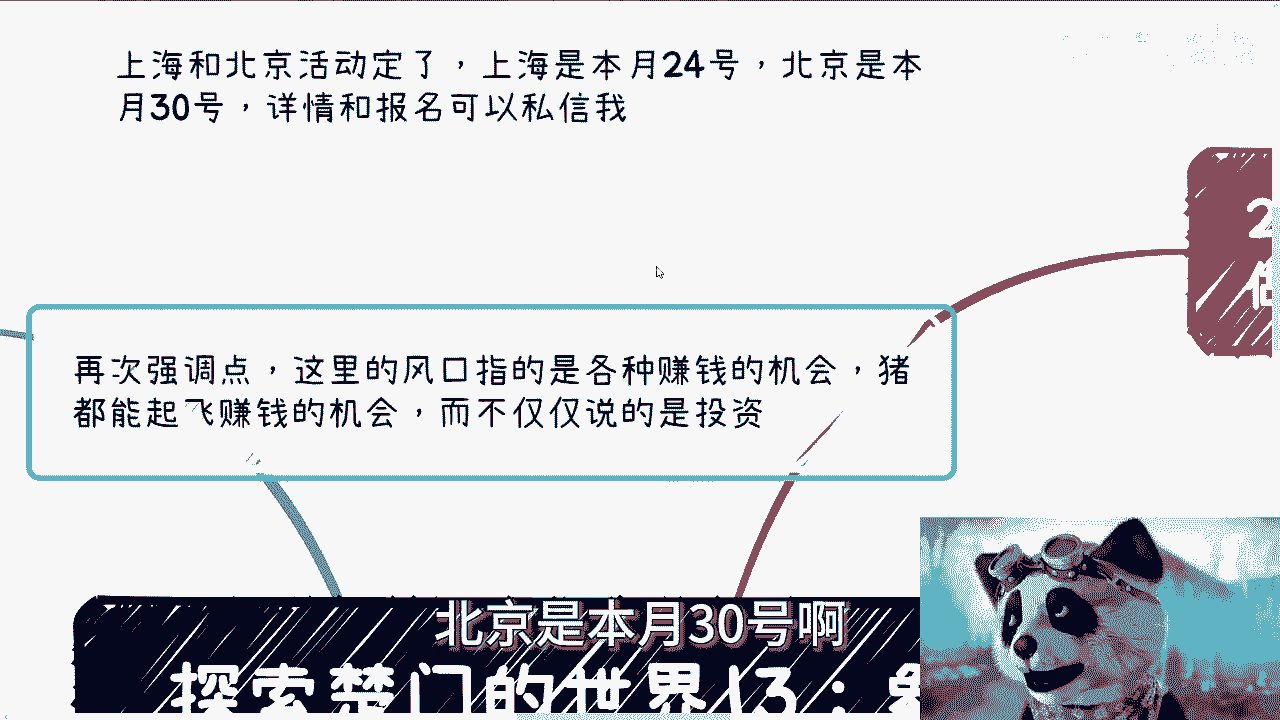 上海和北京活动定了，上海是本月24号，北京是本
月30号，详情和报名可以私信我
2
再次强调点，这里的风口指的是各种赚钱的机会，猪
都能起飞赚钱的机会，而不仅仅说的是投资
北京是本月30号啊
探索楚门的世界13：